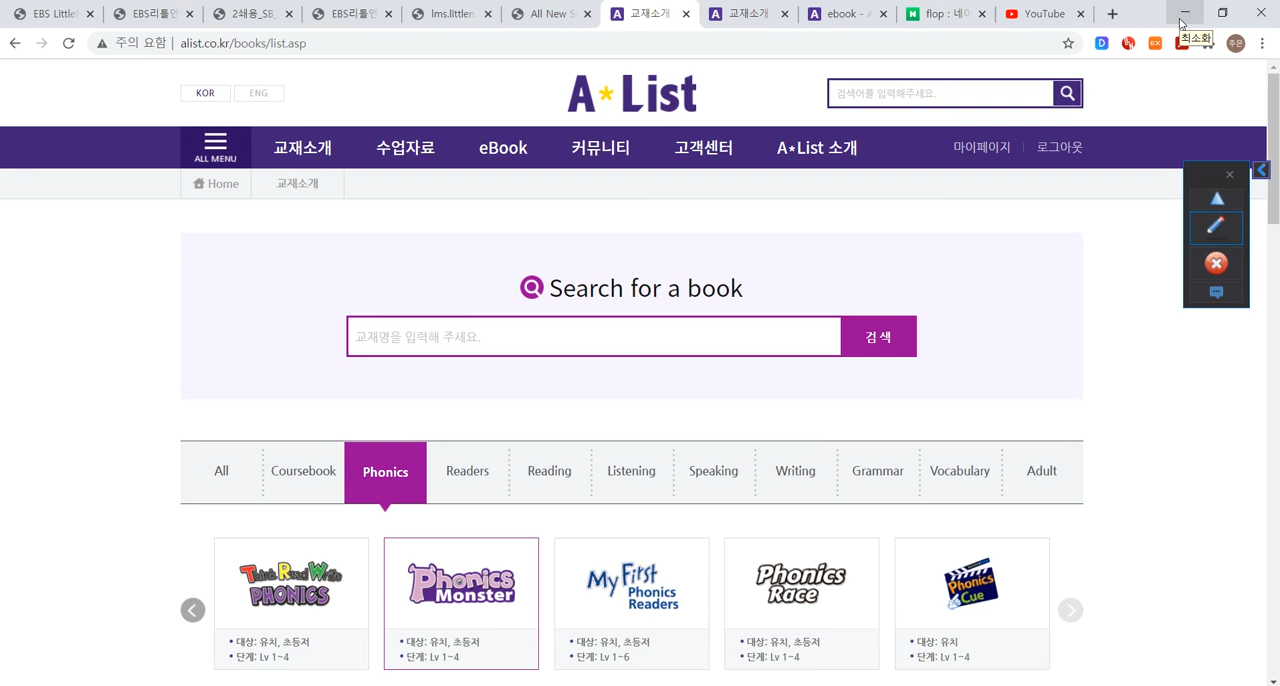 EBS Little
EBS리틀엔
2쇄용_SB_
EBS리틀엔
lms.littlen
All New S
교재소개
교재소개
ebook - A
flop : 네이
YouTube
주의 요함
alist.co.kr/books/list.asp
최소화
주은
KOR
ENG
A*List
검색어를 입력해주세요.
ALL MENU
교재소개
수업자료
eBook
커뮤니티
고객센터
A*List 소개
마이페이지
로그아웃
Home
교재소개
Search for a book
교재명을 입력해 주세요.
검색
All
Coursebook
Phonics
Readers
Reading
Listening
Speaking
Writing
Grammar
Vocabulary
Adult
Think Read Write
PHONICS
• 대상: 유치, 초등저
• 단계: Lv 1~4
Phonics
Monster
• 대상: 유치, 초등저
• 단계: Lv 1~4
My First
Phonics
Readers
• 대상: 유치, 초등저
• 단계: Lv 1~6
Phonics
Race
• 대상: 유치, 초등저
• 단계: Lv 1~4
Phonics
Cue
• 대상: 유치
• 단계: Lv 1~4